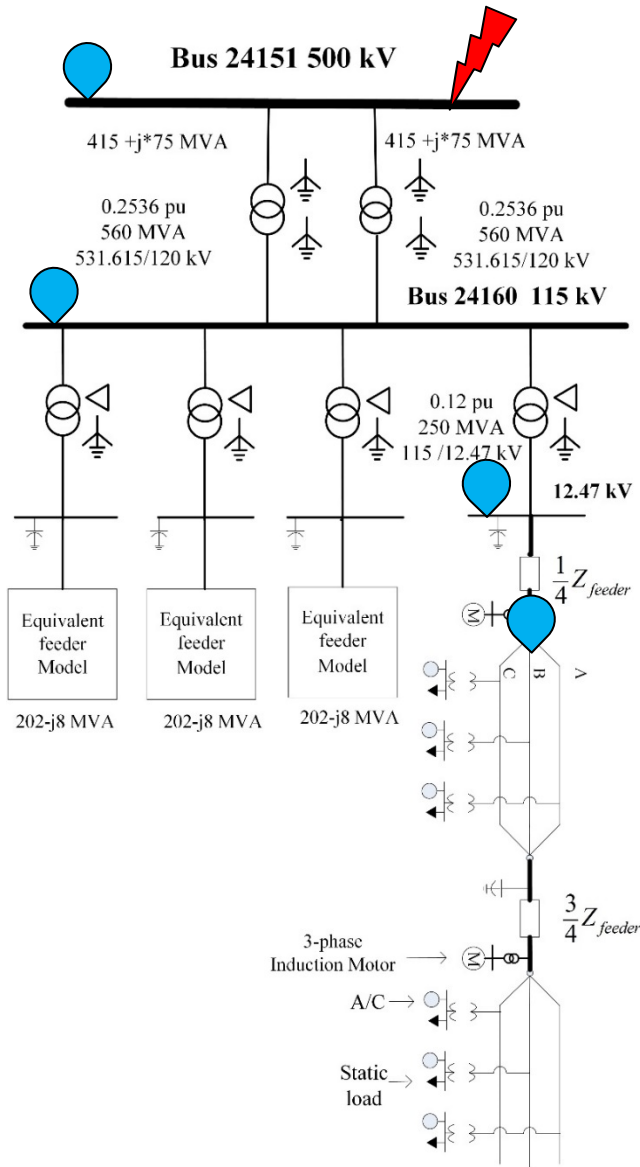 Bus 24151 500 kV
415 +j*75 MVA
415 +j*75 MVA
0.2536 pu
560 MVA
531.615/120 kV
0.2536 pu
560 MVA
531.615/120 kV
Bus 24160 115 kV
0.12 pu
250 MVA
115 /12.47 kV
12.47 kV
Equivalent
feeder
Model
202-j8 MVA
Equivalent
feeder
Model
202-j8 MVA
Equivalent
feeder
Model
202-j8 MVA
1/4 Z feeder
M
C
B
A
3/4 Z feeder
3-phase
Induction Motor
M
A/C
Static
load